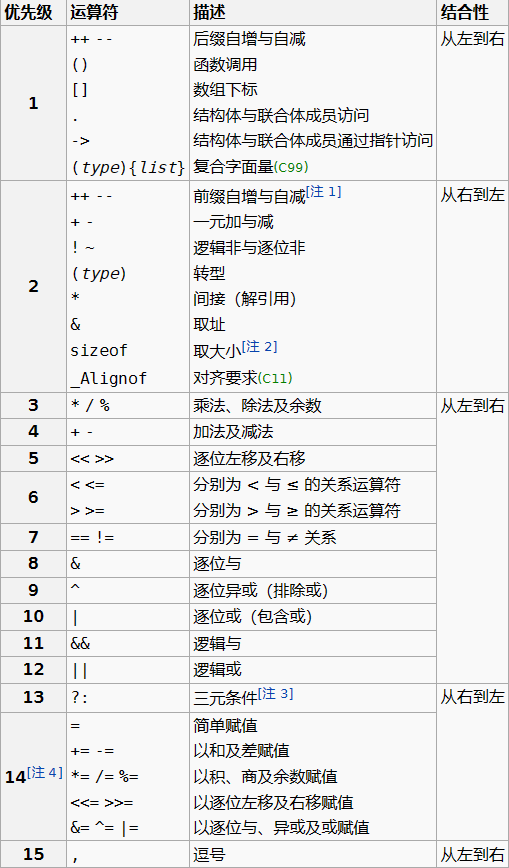 优先级 运算符 描述 结合性
1 ++ -- 后缀自增与自减 从左到右
() 函数调用
[] 数组下标
. 结构体与联合体成员访问
-> 结构体与联合体成员通过指针访问
(type){list} 复合字面量(C99)
2 ++ -- 前缀自增与自减[注 1] 从右到左
+ - 一元加与减
! ~ 逻辑非与逐位非
(type) 转型
* 间接（解引用）
& 取址
sizeof 取大小[注 2]
_Alignof 对齐要求(C11)
3 * / % 乘法、除法及余数 从左到右
4 + - 加法及减法
5 << >> 逐位左移及右移
6 < <= 分别为 < 与 ≤ 的关系运算符
> >= 分别为 > 与 ≥ 的关系运算符
7 == != 分别为 = 与 ≠ 关系
8 & 逐位与
9 ^ 逐位异或（排除或）
10 | 逐位或（包含或）
11 && 逻辑与
12 || 逻辑或
13 ?: 三元条件[注 3] 从右到左
14[注 4] = 简单赋值
+= -= 以和及差赋值
*= /= %= 以积、商及余数赋值
<<= >>= 以逐位左移及右移赋值
&= ^= |= 以逐位与、异或及或赋值
15 , 逗号 从左到右